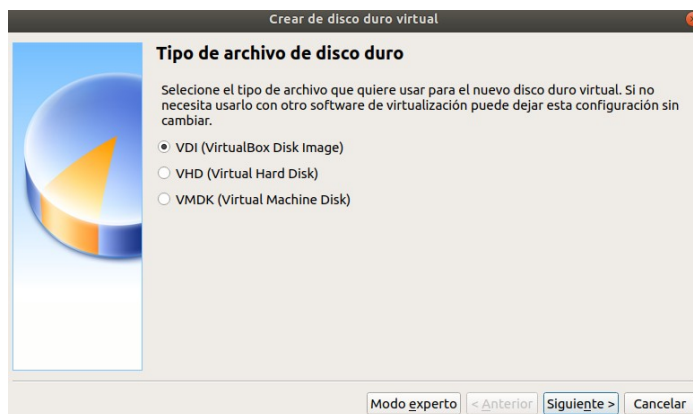 Crear de disco duro virtual
Tipo de archivo de disco duro
Selecione el tipo de archivo que quiere usar para el nuevo disco duro virtual. Si no
necesita usarlo con otro software de virtualización puede dejar esta configuración sin
cambiar.
VDI (VirtualBox Disk Image)
VHD (Virtual Hard Disk)
VMDK (Virtual Machine Disk)
Modo experto < Anterior Siguiente > Cancelar